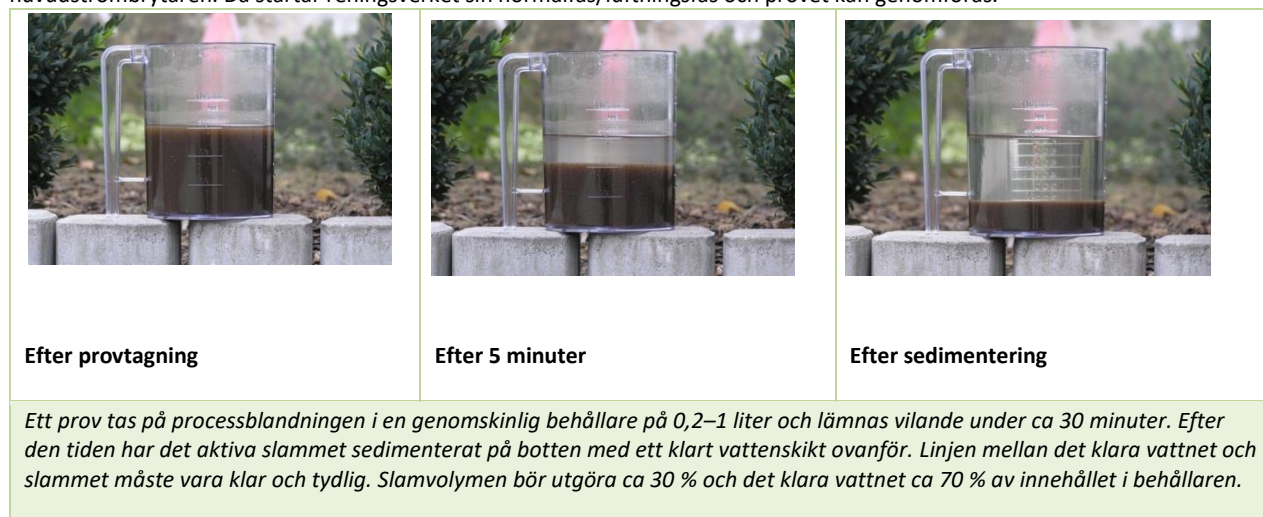 Efter provtagning
Efter 5 minuter
Efter sedimentering
Ett prov tas på processblandningen i en genomskinlig behållare på 0,2–1 liter och lämnas vilande under ca 30 minuter. Efter
den tiden har det aktiva slammet sedimenterat på botten med ett klart vattenskikt ovanför. Linjen mellan det klara vattnet och
slammet måste vara klar och tydlig. Slamvolymen bör utgöra ca 30 % och det klara vattnet ca 70 % av innehållet i behållaren.